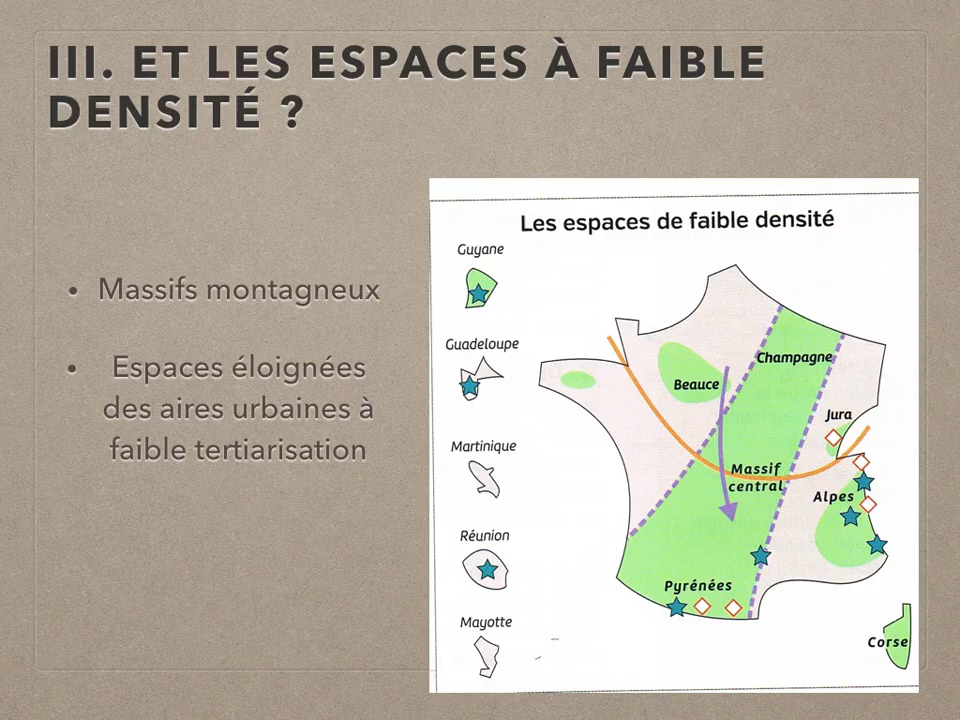 III. ET LES ESPACES À FAIBLE
DENSITÉ ?
• Massifs montagneux
• Espaces éloignées
des aires urbaines à
faible tertiarisation
Les espaces de faible densité
Guyane
Guadeloupe
Martinique
Réunion
Mayotte
Champagne
Beauce
Jura
Massif
central
Alpes
Pyrénées
Corse